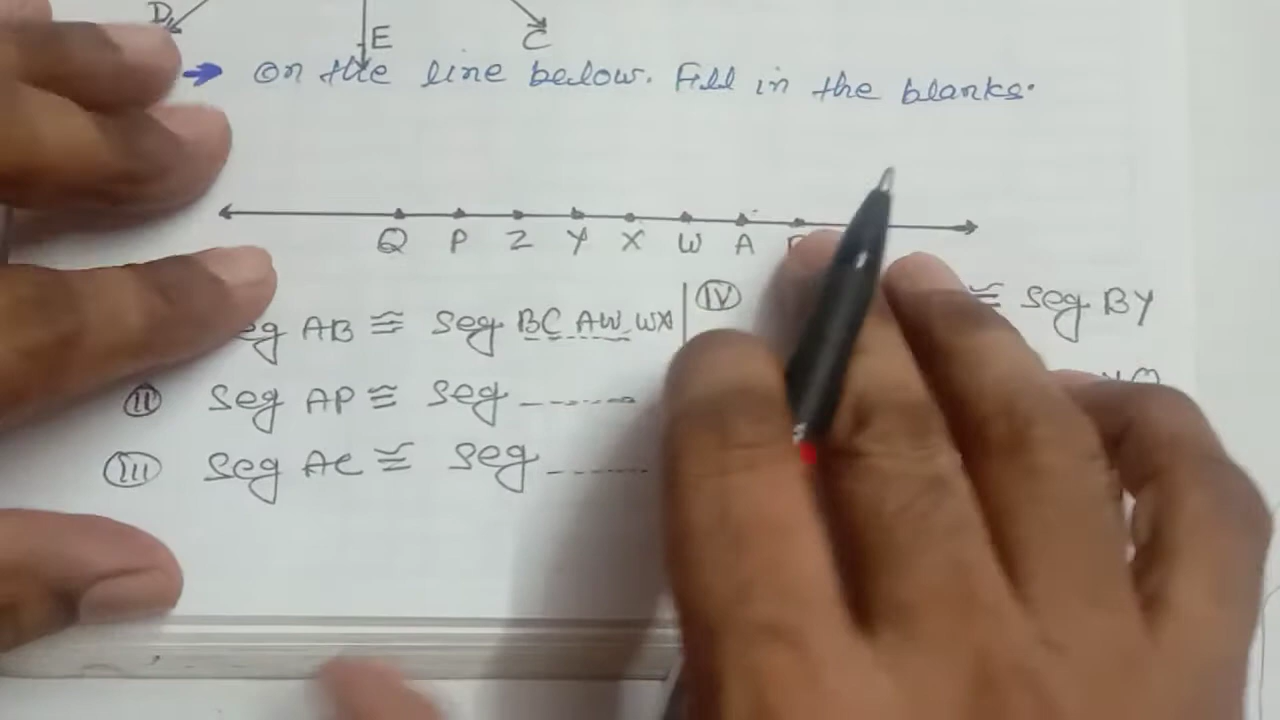 D
E
C
On the line below. Fill in the blanks.
Q P Z Y X W A
seg AB ≅ seg BC AW WX
II seg AP ≅ seg ------
III seg AC ≅ seg ------
IV ≅ seg BY